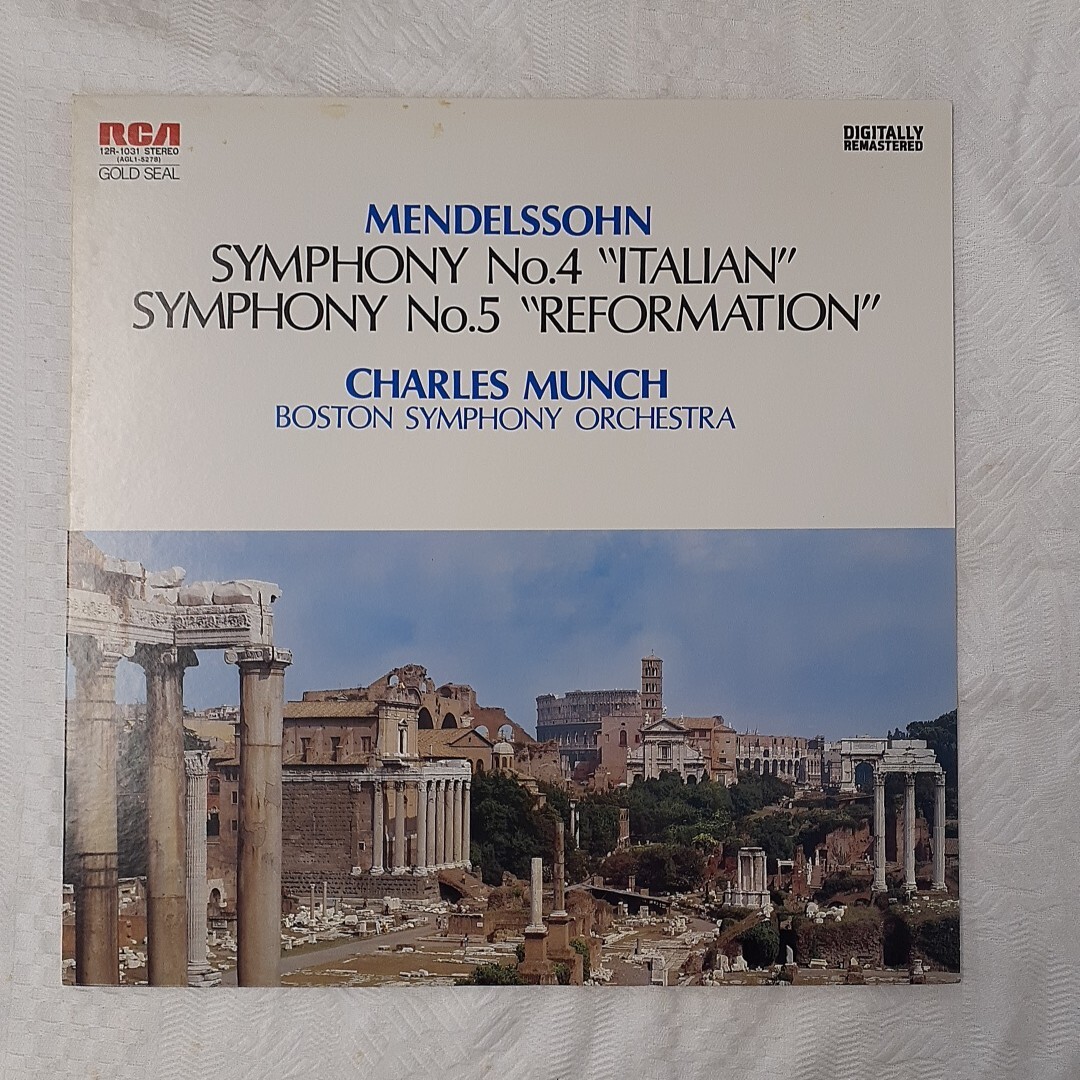 RCA
12R-1031 STEREO
(AGL1-5278)
GOLD SEAL
DIGITALLY
REMASTERED
MENDELSSOHN
SYMPHONY No.4 “ITALIAN”
SYMPHONY No.5 “REFORMATION”
CHARLES MUNCH
BOSTON SYMPHONY ORCHESTRA